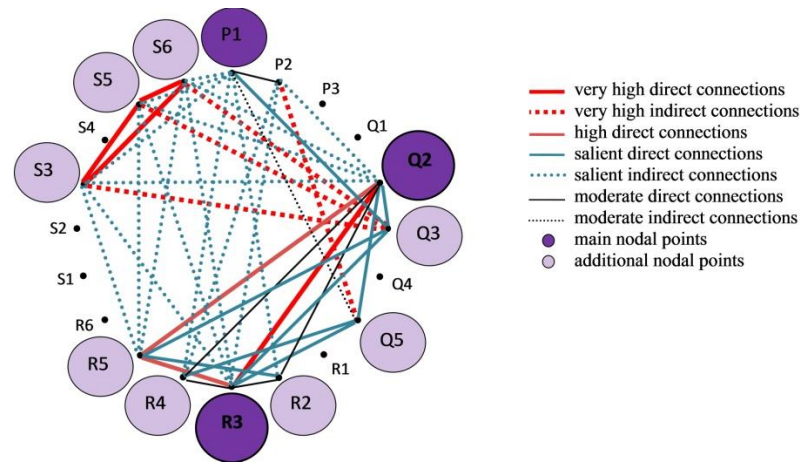 P1
P2
P3
Q1
Q2
Q3
Q4
Q5
R1
R2
R3
R4
R5
R6
S1
S2
S3
S4
S5
S6
very high direct connections
very high indirect connections
high direct connections
salient direct connections
salient indirect connections
moderate direct connections
moderate indirect connections
main nodal points
additional nodal points